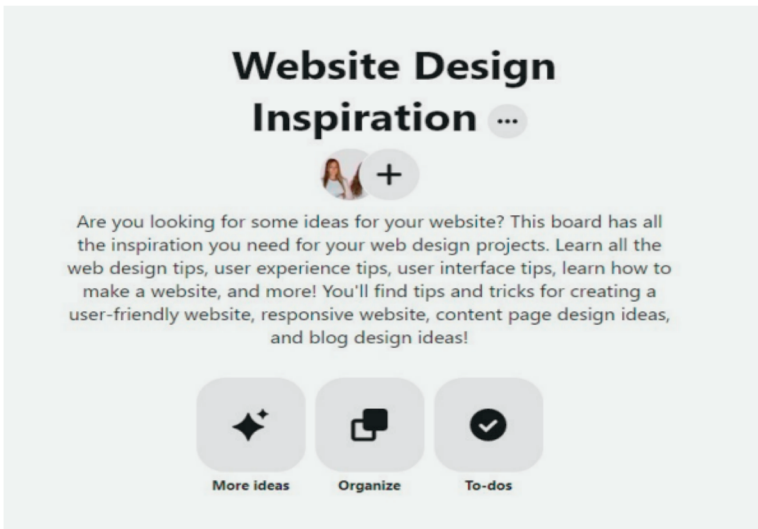 Website Design
Inspiration
Are you looking for some ideas for your website? This board has all
the inspiration you need for your web design projects. Learn all the
web design tips, user experience tips, user interface tips, learn how to
make a website, and more! You'll find tips and tricks for creating a
user-friendly website, responsive website, content page design ideas,
and blog design ideas!
More ideas Organize To-dos